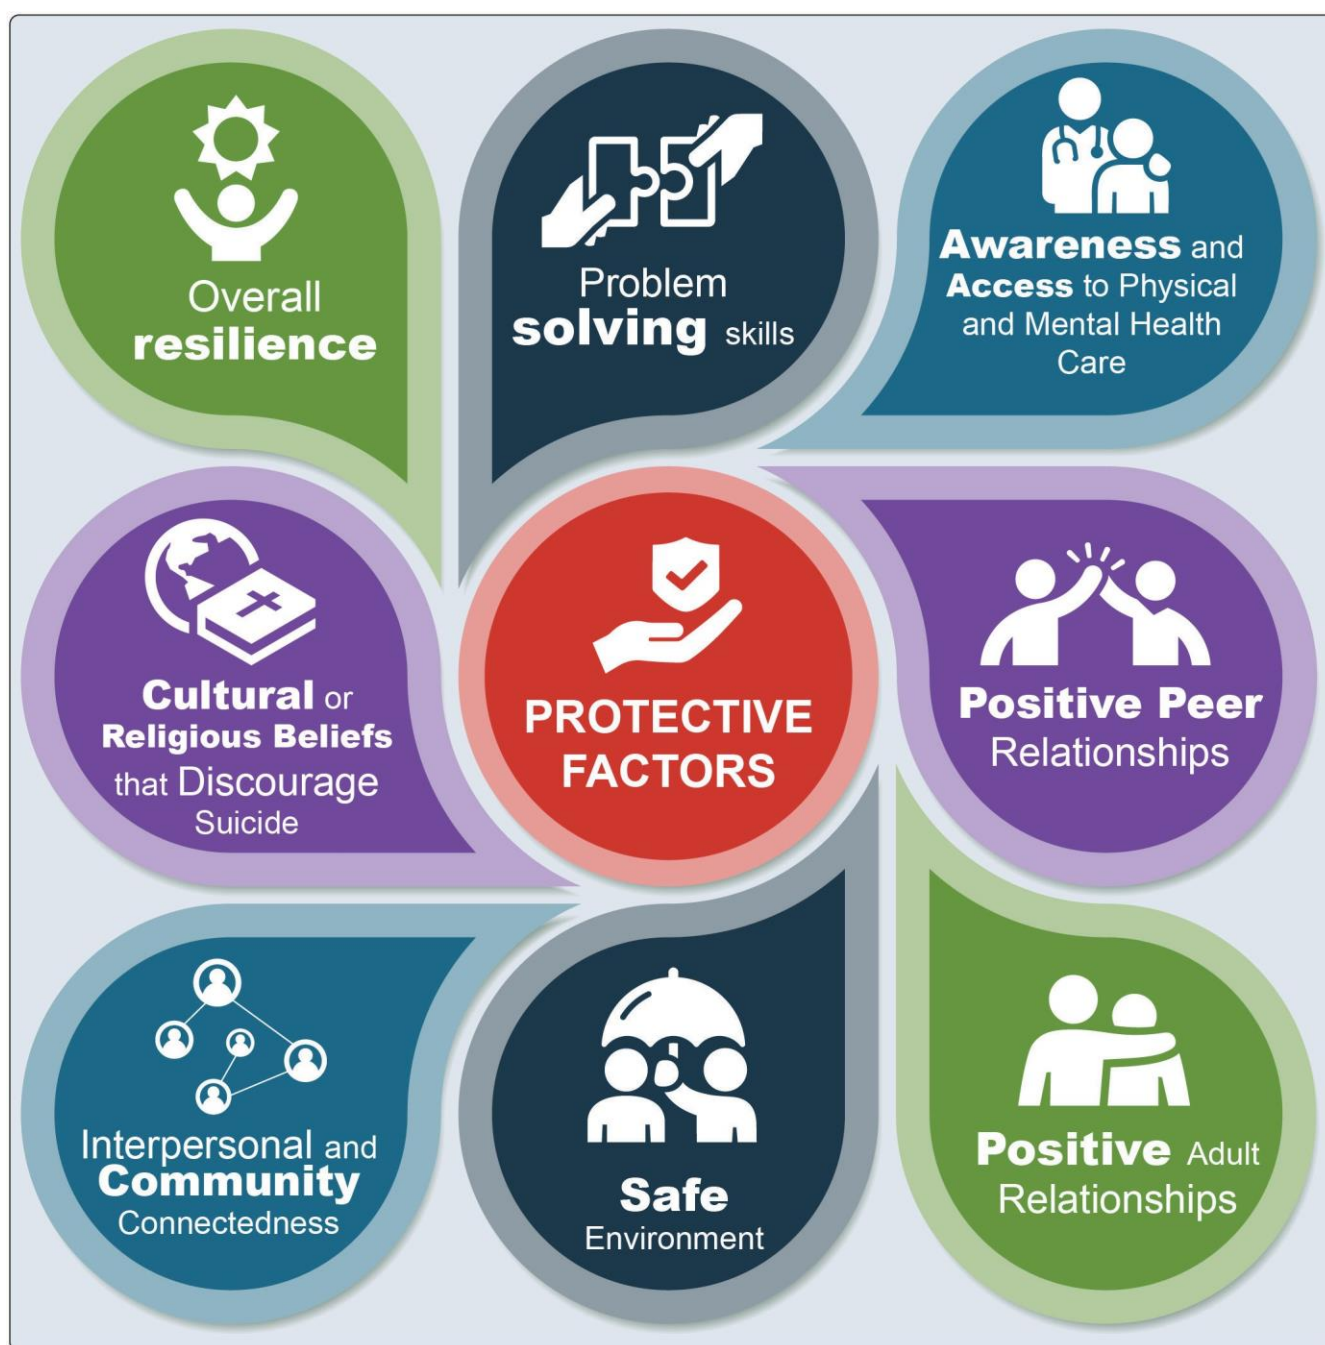 Overall
resilience
Problem
solving skills
Awareness and
Access to Physical
and Mental Health
Care
Cultural or
Religious Beliefs
that Discourage
Suicide
PROTECTIVE
FACTORS
Positive Peer
Relationships
Interpersonal and
Community
Connectedness
Safe
Environment
Positive Adult
Relationships